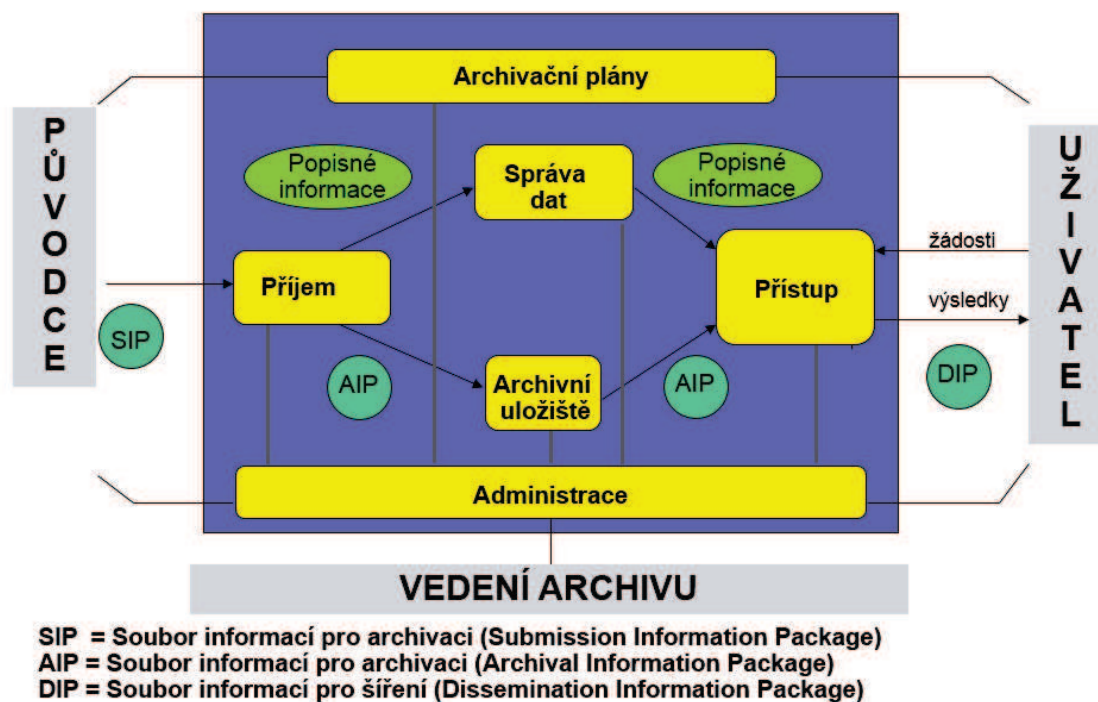 Archivační plány
PŮVODCE
Popisné
informace
Správa
dat
Popisné
informace
UŽIVATEL
žádosti
Příjem
Přístup
výsledky
SIP
AIP
Archivní
uložiště
AIP
DIP
Administrace
VEDENÍ ARCHIVU
SIP = Soubor informací pro archivaci (Submission Information Package)
AIP = Soubor informací pro archivaci (Archival Information Package)
DIP = Soubor informací pro šíření (Dissemination Information Package)